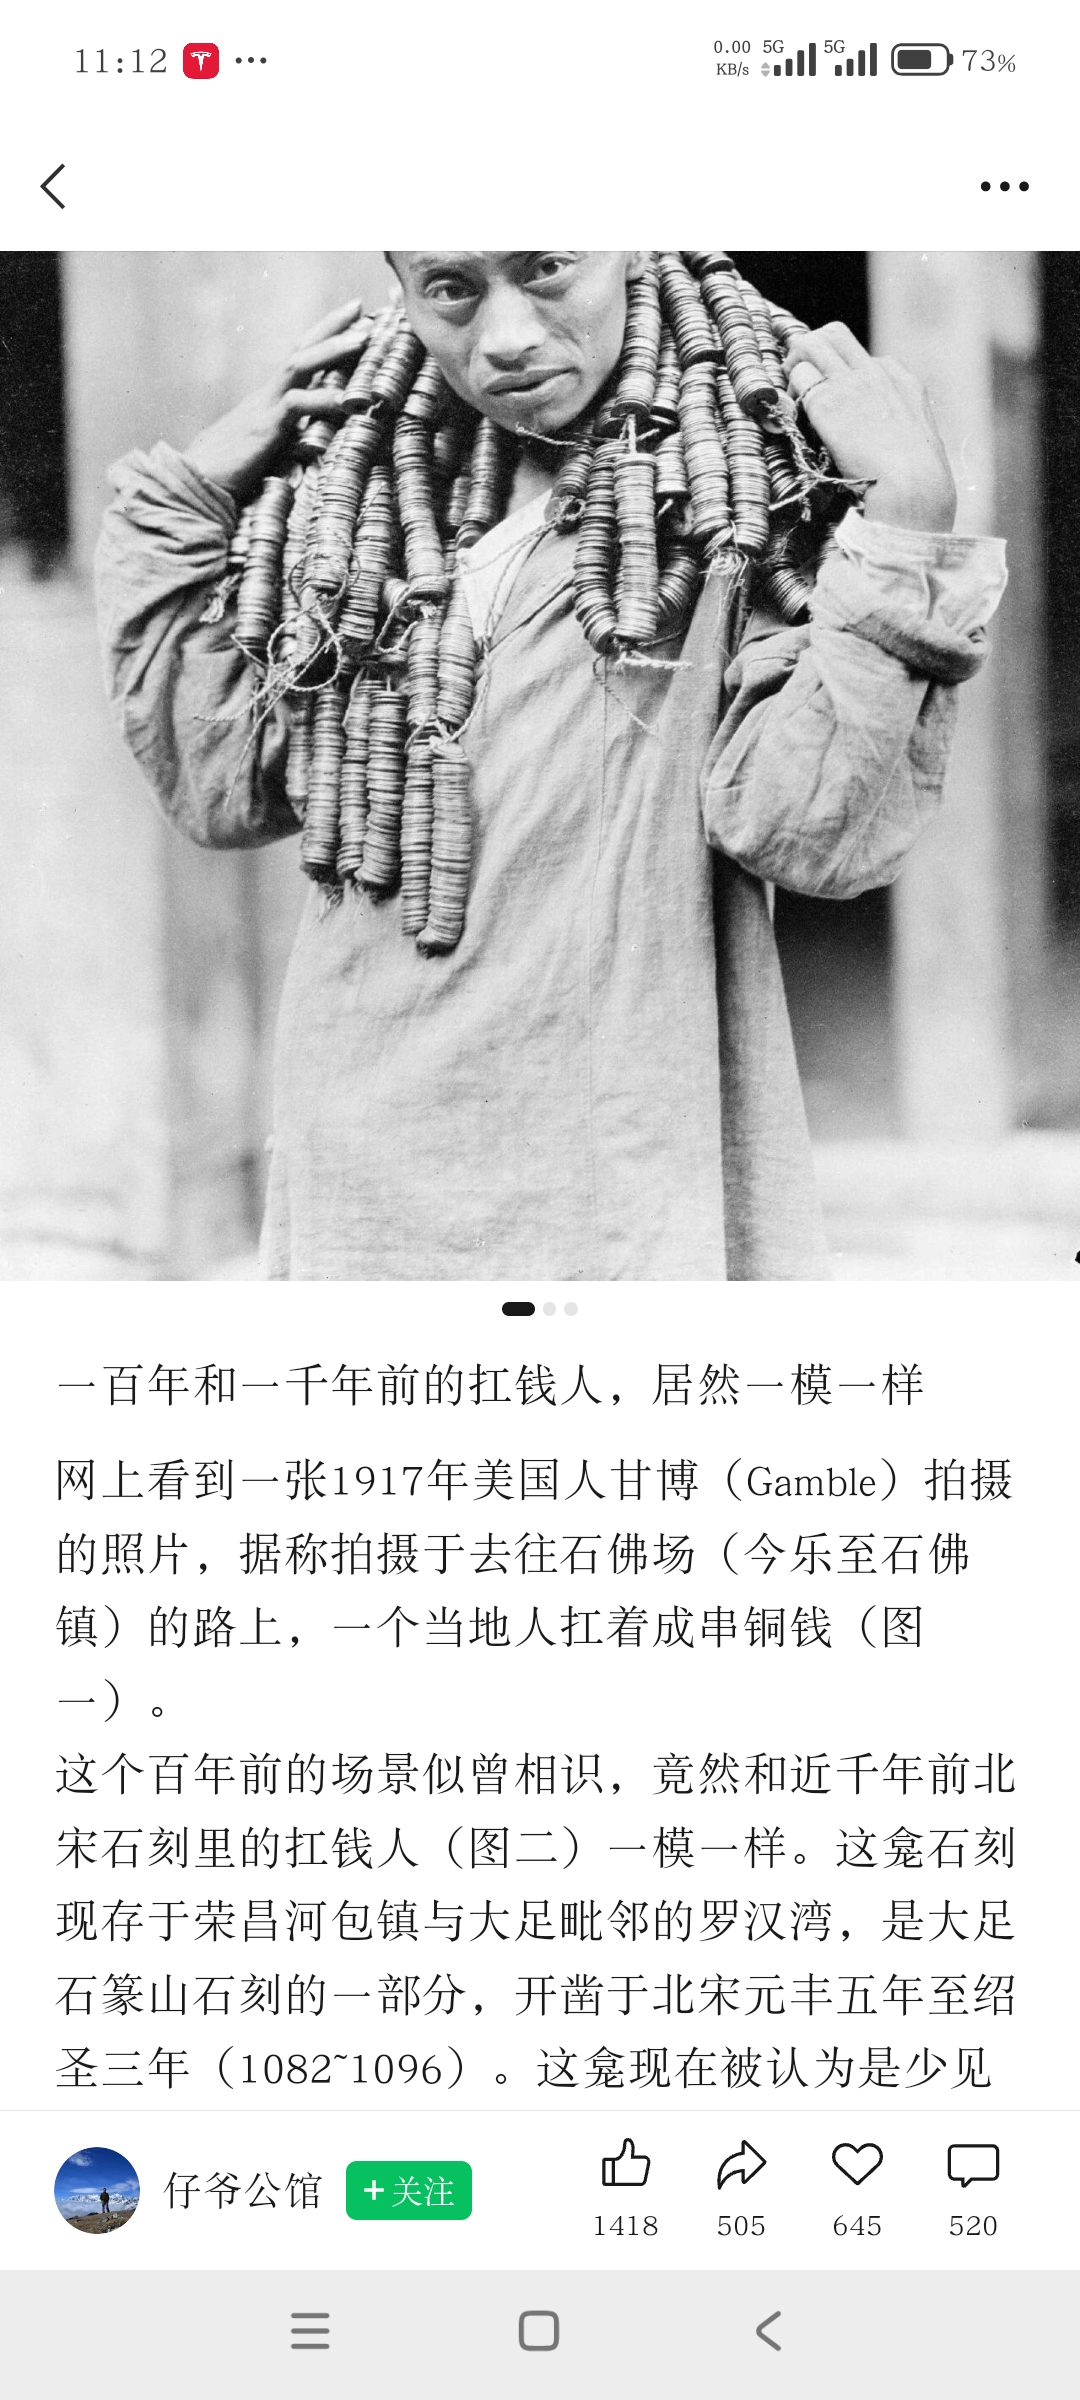 11:12
0.00 KB/s 5G 5G 73%
一百年和一千年前的扛钱人，居然一模一样
网上看到一张1917年美国人甘博（Gamble）拍摄
的照片，据称拍摄于去往石佛场（今乐至石佛
镇）的路上，一个当地人扛着成串铜钱（图
一）。
这个百年前的场景似曾相识，竟然和近千年前北
宋石刻里的扛钱人（图二）一模一样。这龛石刻
现存于荣昌河包镇与大足毗邻的罗汉湾，是大足
石篆山石刻的一部分，开凿于北宋元丰五年至绍
圣三年（1082~1096）。这龛现在被认为是少见
仔爷公馆
+关注
1418 505 645 520